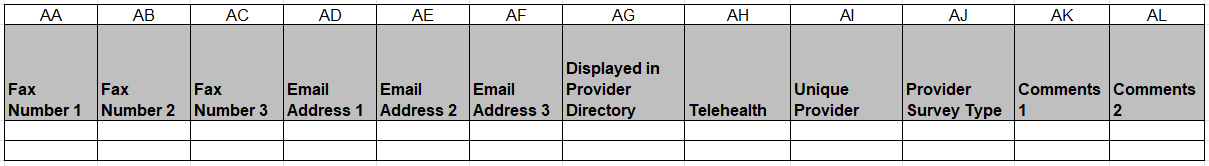 AA AB AC AD AE AF AG AH AI AJ AK AL
Fax Number 1
Fax Number 2
Fax Number 3
Email Address 1
Email Address 2
Email Address 3
Displayed in Provider Directory
Telehealth
Unique Provider
Provider Survey Type
Comments 1
Comments 2